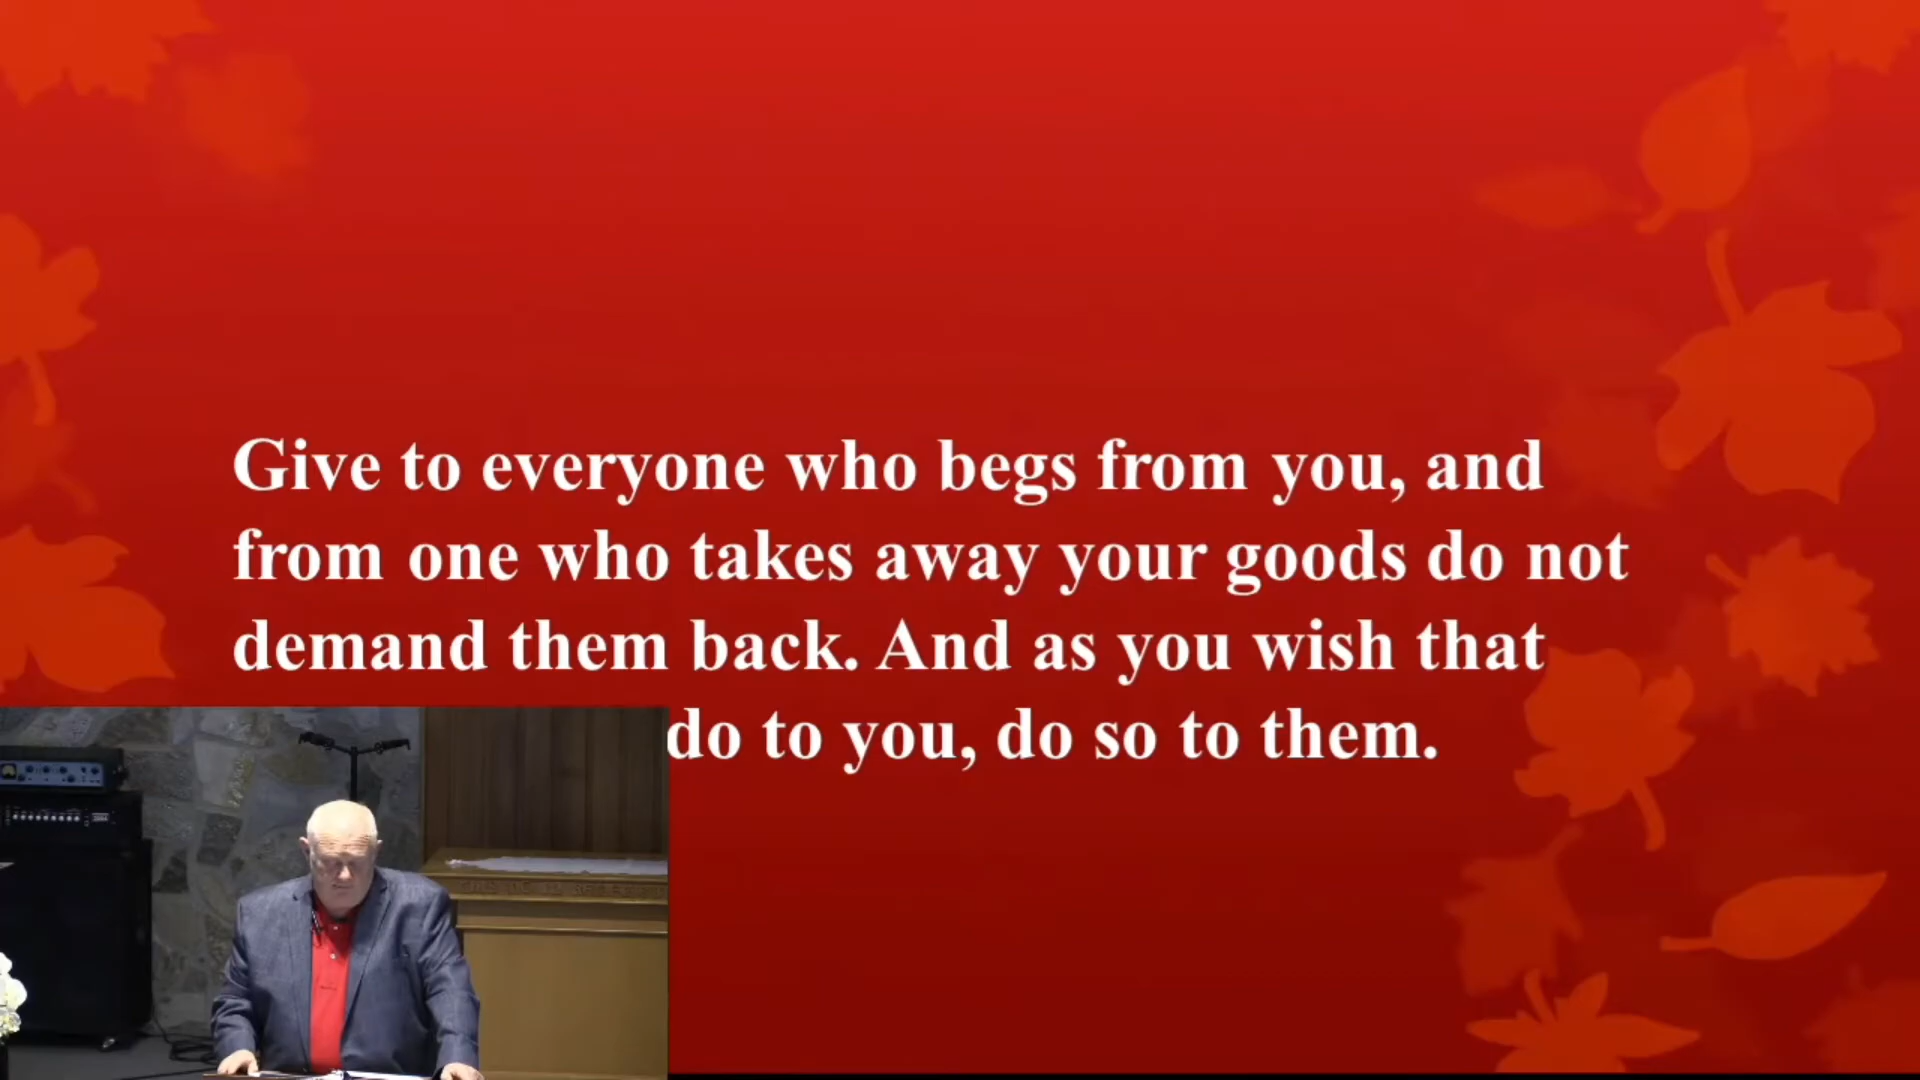 Give to everyone who begs from you, and
from one who takes away your goods do not
demand them back. And as you wish that
do to you, do so to them.